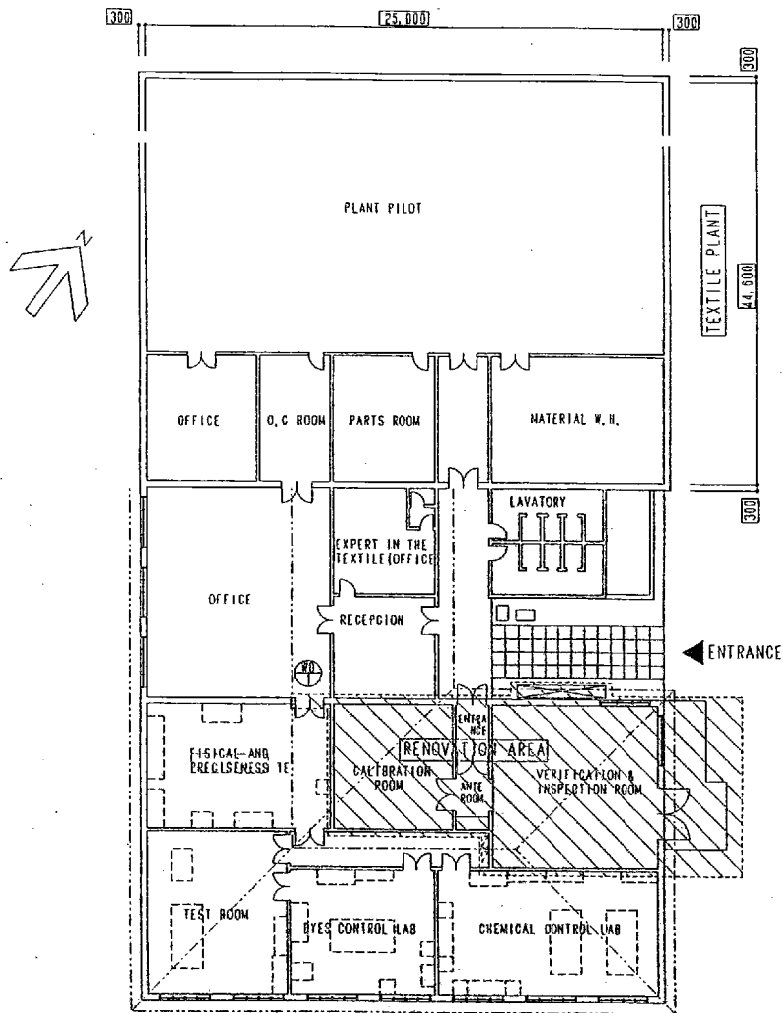 300
25,000
300
300
PLANT PILOT
N
TEXTILE PLANT
44,600
OFFICE
O.C ROOM
PARTS ROOM
MATERIAL W.H.
LAVATORY
300
EXPERT IN THE
TEXTILE(OFFICE
OFFICE
RECEPCION
ENTRANCE
ENTRA
NCE
RENOVATION AREA
FISICAL-AND
PRECISENESS TE
CALIBRATION
ROOM
ANTE
ROOM
VERIFICATION &
INSPECTION ROOM
TEST ROOM
DYES CONTROL LAB
CHEMICAL CONTROL LAB